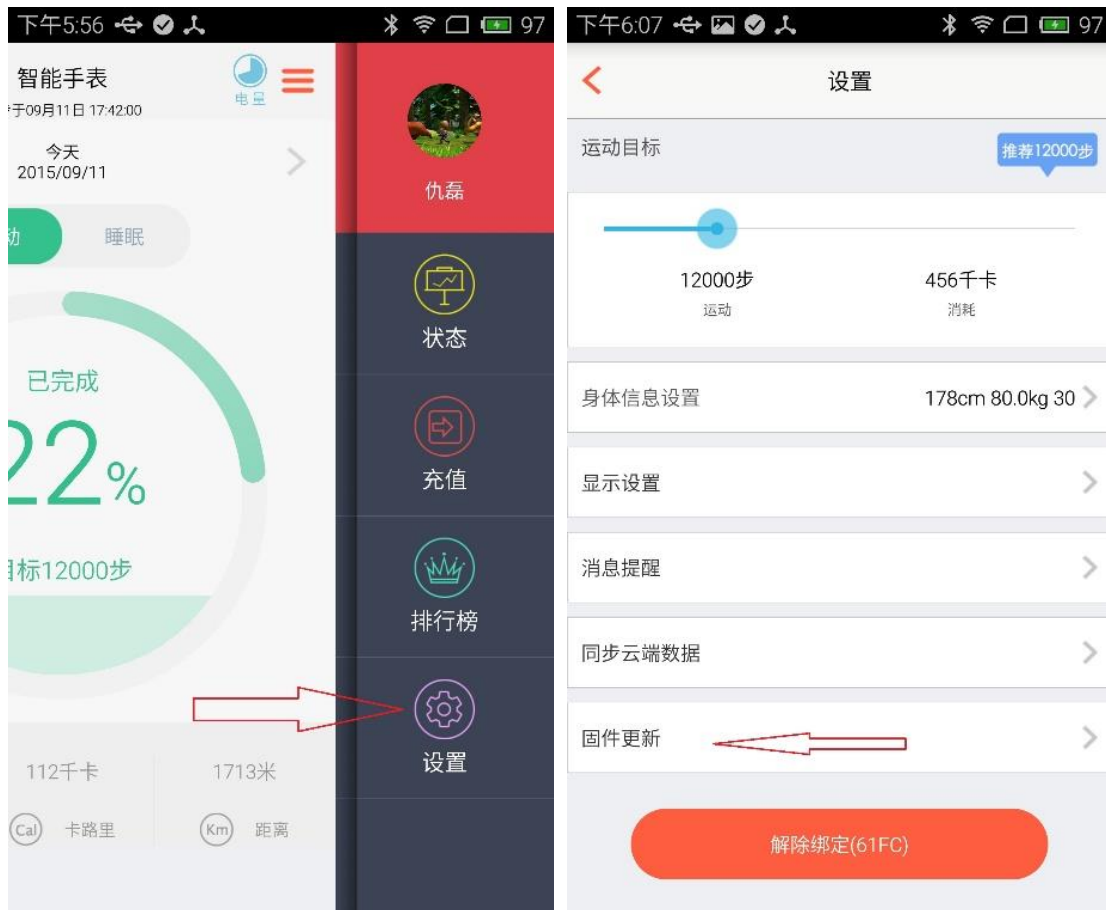 下午5:56
97
智能手表
于09月11日 17:42:00
电量
今天
2015/09/11
动
睡眠
已完成
22%
目标12000步
112千卡
1713米
Cal
卡路里
Km
距离
仇磊
状态
充值
排行榜
设置
下午6:07
97
设置
运动目标
推荐12000步
12000步
456千卡
运动
消耗
身体信息设置
178cm 80.0kg 30
显示设置
消息提醒
同步云端数据
固件更新
解除绑定(61FC)